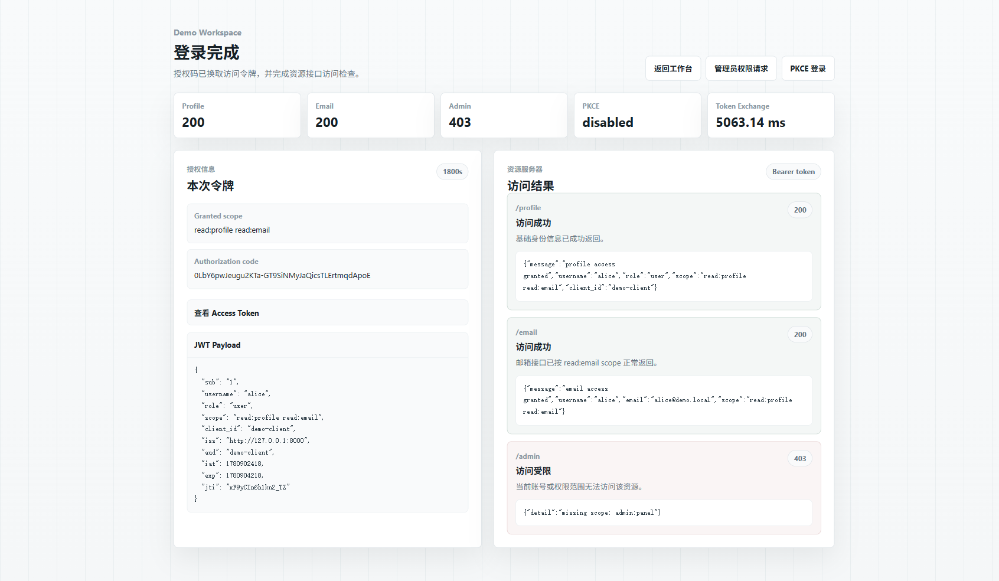 Demo Workspace
登录完成
授权码已换取访问令牌，并完成资源接口访问检查。
返回工作台
管理员权限请求
PKCE 登录
Profile
200
Email
200
Admin
403
PKCE
disabled
Token Exchange
5063.14 ms
授权信息
本次令牌
1800s
Granted scope
read:profile read:email
Authorization code
0LbY6pwJeugu2KTa-GT9SiNMyJaQicsTLErtmqdApoE
查看 Access Token
JWT Payload
{
"sub": "1",
"username": "alice",
"role": "user",
"scope": "read:profile read:email",
"client_id": "demo-client",
"iss": "http://127.0.0.1:8000",
"aud": "demo-client",
"iat": 1780902418,
"exp": 1780904218,
"jti": "xF9yCIn6h1kn2_TZ"
}
资源服务器
访问结果
Bearer token
/profile
200
访问成功
基础身份信息已成功返回。
{"message":"profile access
granted","username":"alice","role":"user","scope":"read:profile
read:email","client_id":"demo-client"}
/email
200
访问成功
邮箱接口已按 read:email scope 正常返回。
{"message":"email access
granted","username":"alice","email":"alice@demo.local","scope":"read:profile
read:email"}
/admin
403
访问受限
当前账号或权限范围无法访问该资源。
{"detail":"missing scope: admin:panel"}